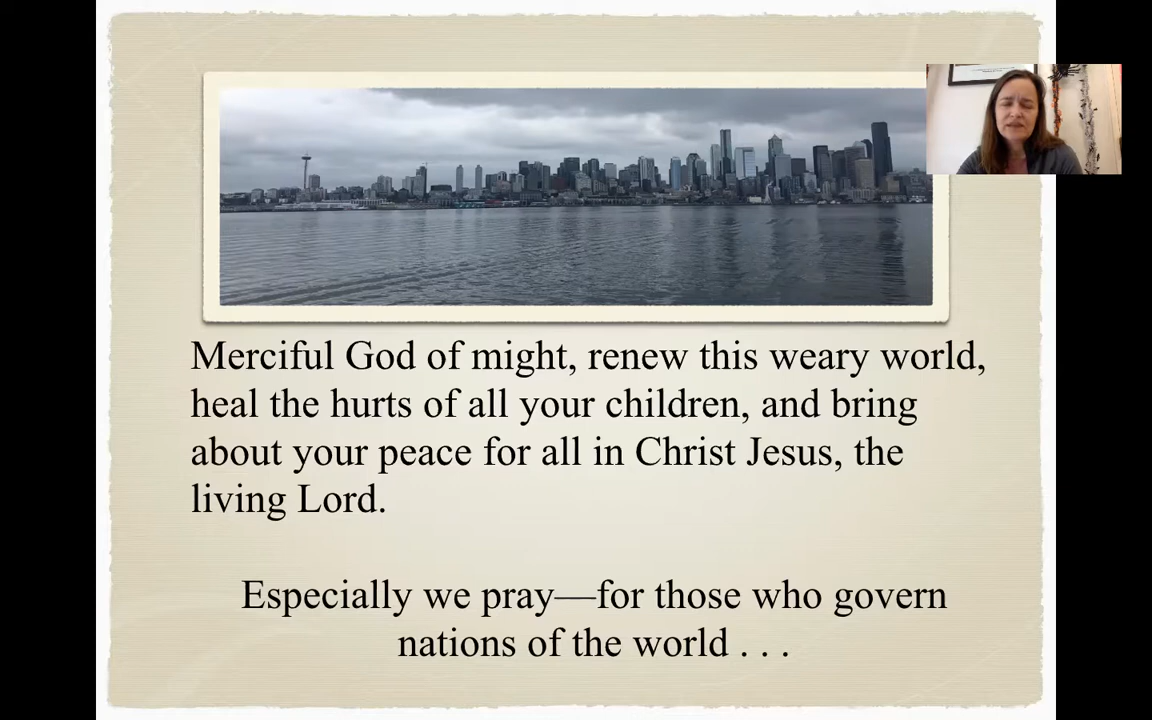 Merciful God of might, renew this weary world,
heal the hurts of all your children, and bring
about your peace for all in Christ Jesus, the
living Lord.
Especially we pray—for those who govern
nations of the world . . .